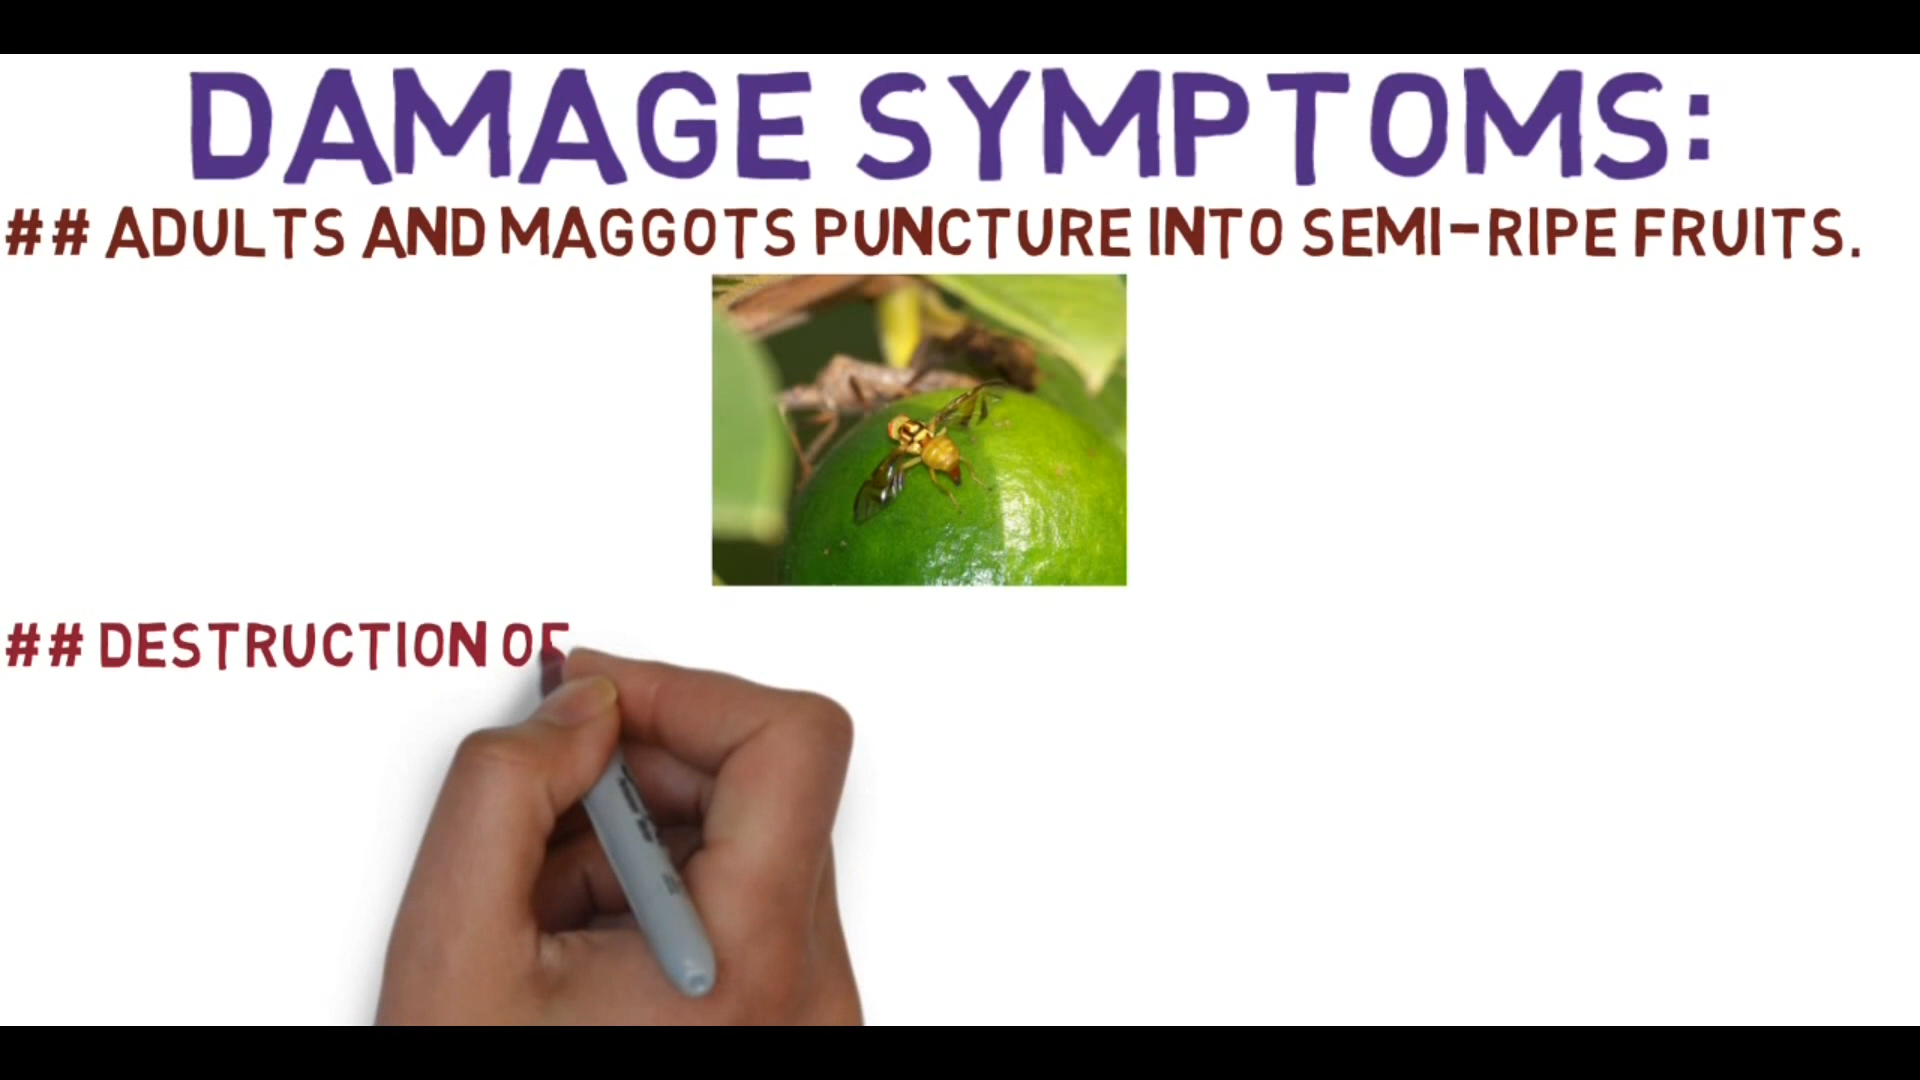 DAMAGE SYMPTOMS:
## ADULTS AND MAGGOTS PUNCTURE INTO SEMI-RIPE FRUITS.
## DESTRUCTION OF